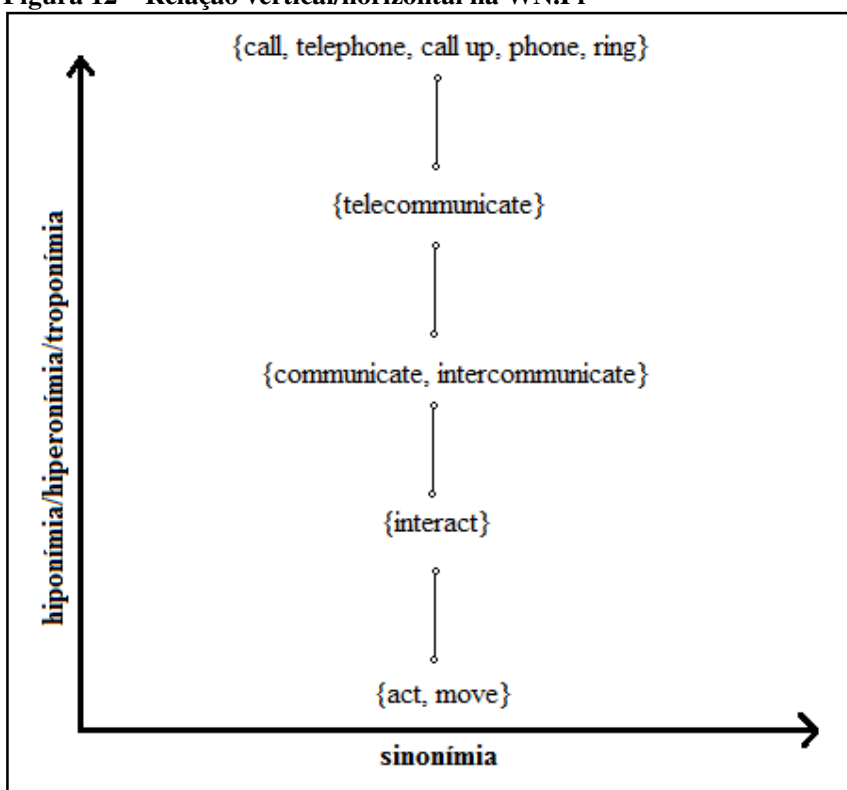 Figura 12 – Relação vertical/horizontal na WN.Pr
{call, telephone, call up, phone, ring}
{telecommunicate}
{communicate, intercommunicate}
{interact}
{act, move}
hiponímia/hiperonímia/troponímia
sinonímia